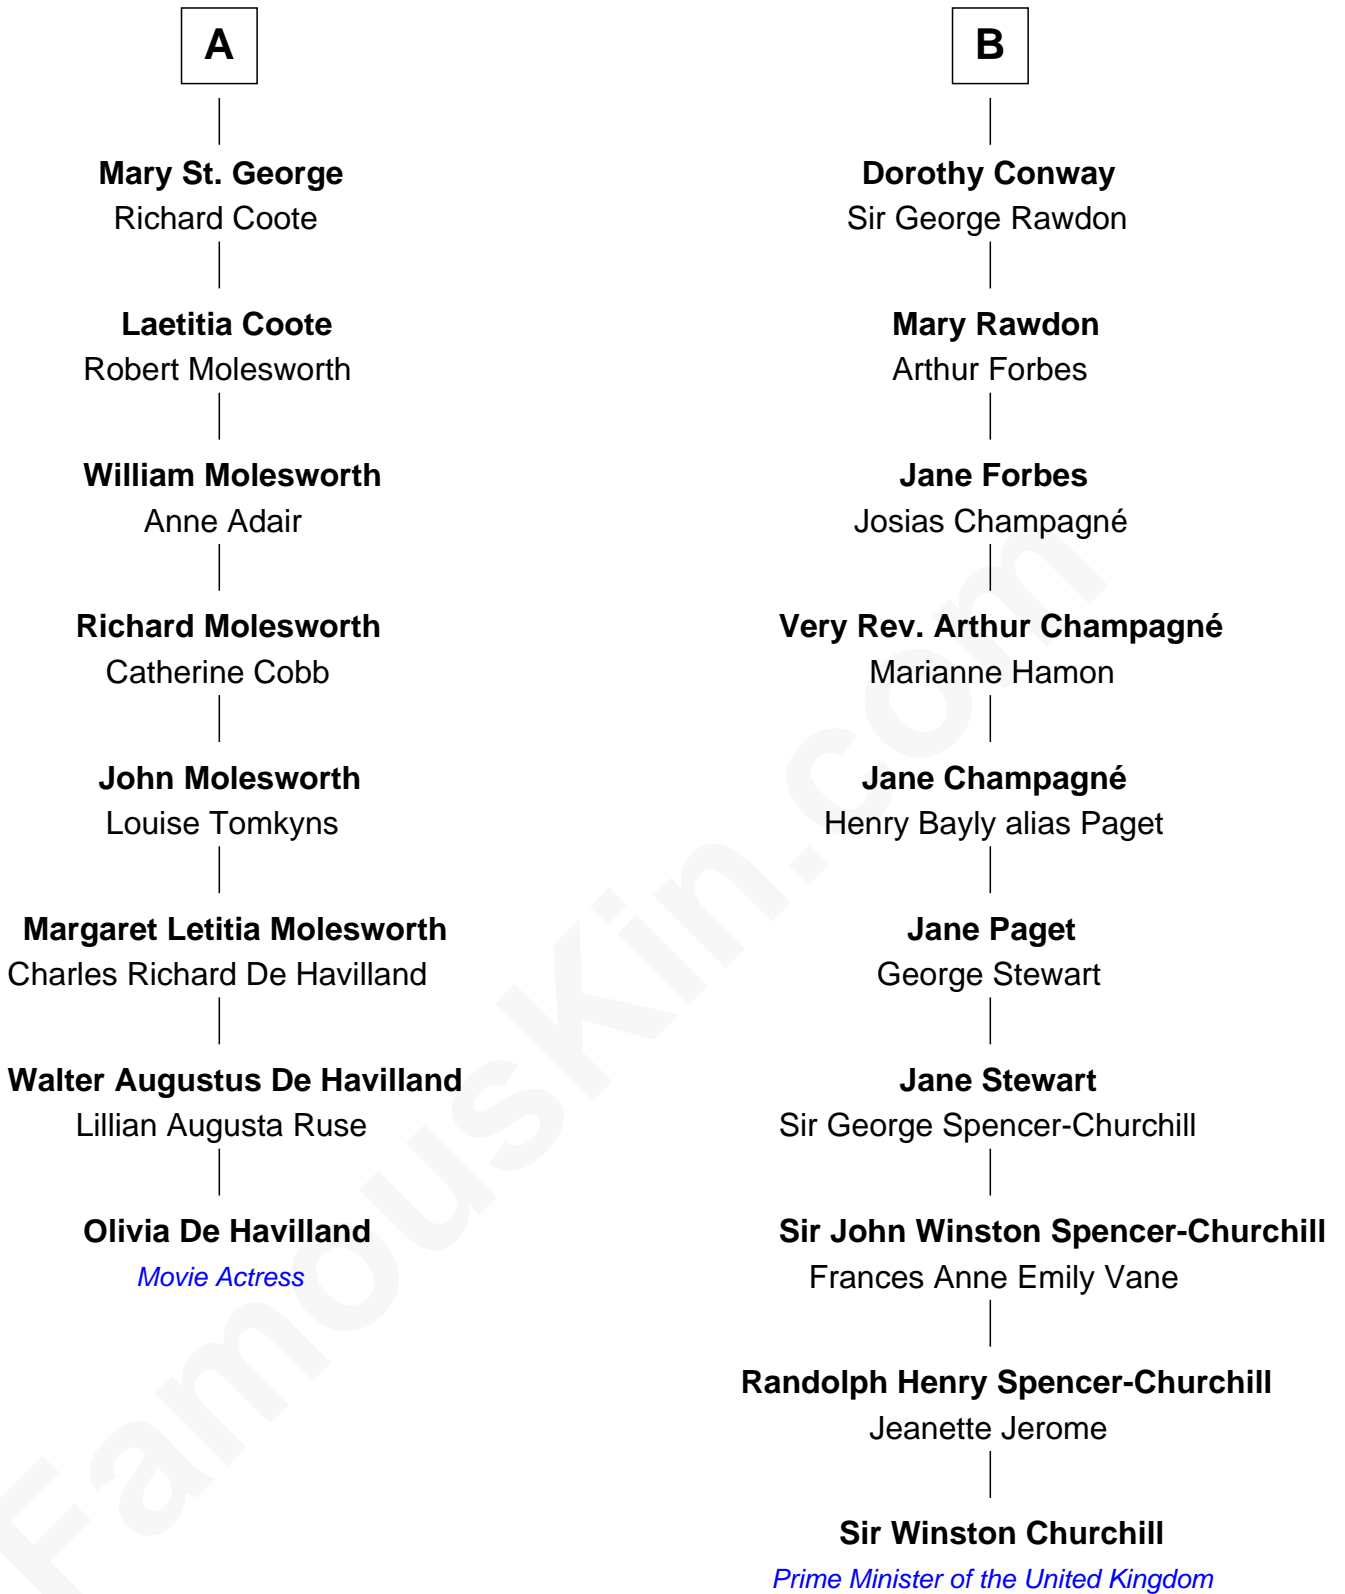 A
Mary St. George
Richard Coote
Laetitia Coote
Robert Molesworth
William Molesworth
Anne Adair
Richard Molesworth
Catherine Cobb
John Molesworth
Louise Tomkyns
Margaret Letitia Molesworth
Charles Richard De Havilland
Walter Augustus De Havilland
Lillian Augusta Ruse
Olivia De Havilland
Movie Actress
B
Dorothy Conway
Sir George Rawdon
Mary Rawdon
Arthur Forbes
Jane Forbes
Josias Champagné
Very Rev. Arthur Champagné
Marianne Hamon
Jane Champagné
Henry Bayly alias Paget
Jane Paget
George Stewart
Jane Stewart
Sir George Spencer-Churchill
Sir John Winston Spencer-Churchill
Frances Anne Emily Vane
Randolph Henry Spencer-Churchill
Jeanette Jerome
Sir Winston Churchill
Prime Minister of the United Kingdom
FamousKin.com